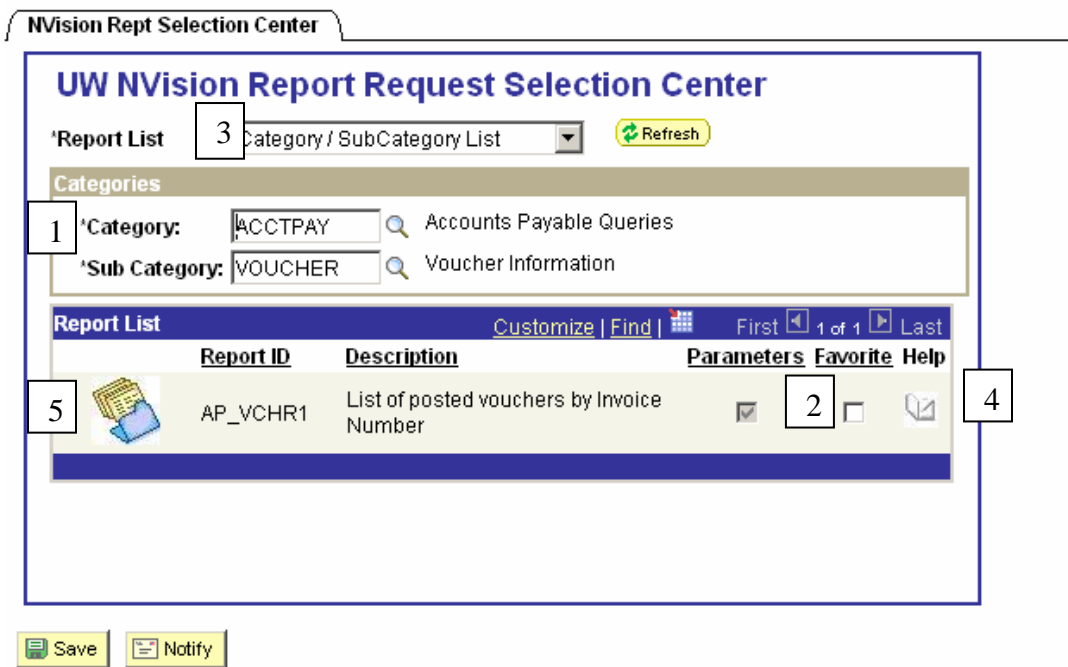 NVision Rept Selection Center
UW NVision Report Request Selection Center
*Report List 3 Category / SubCategory List Refresh
Categories
1 *Category: ACCTPAY Accounts Payable Queries
*Sub Category: VOUCHER Voucher Information
Report List Customize | Find | First 1 of 1 Last
Report ID Description Parameters Favorite Help
5 AP_VCHR1 List of posted vouchers by Invoice 2 4
Number
Save Notify